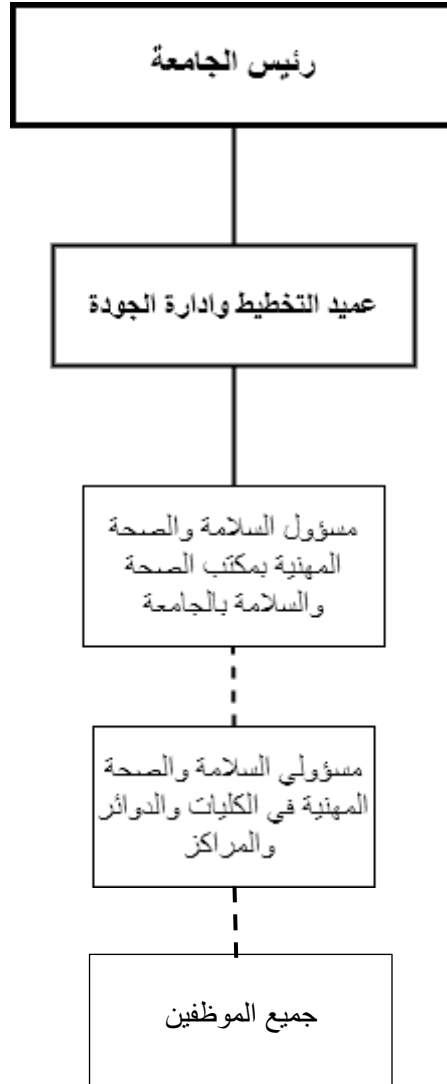 رئيس الجامعة
عميد التخطيط وادارة الجودة
مسؤول السلامة والصحة
المهنية بمكتب الصحة
والسلامة بالجامعة
مسؤولي السلامة والصحة
المهنية في الكليات والدوائر
والمراكز
جميع الموظفين